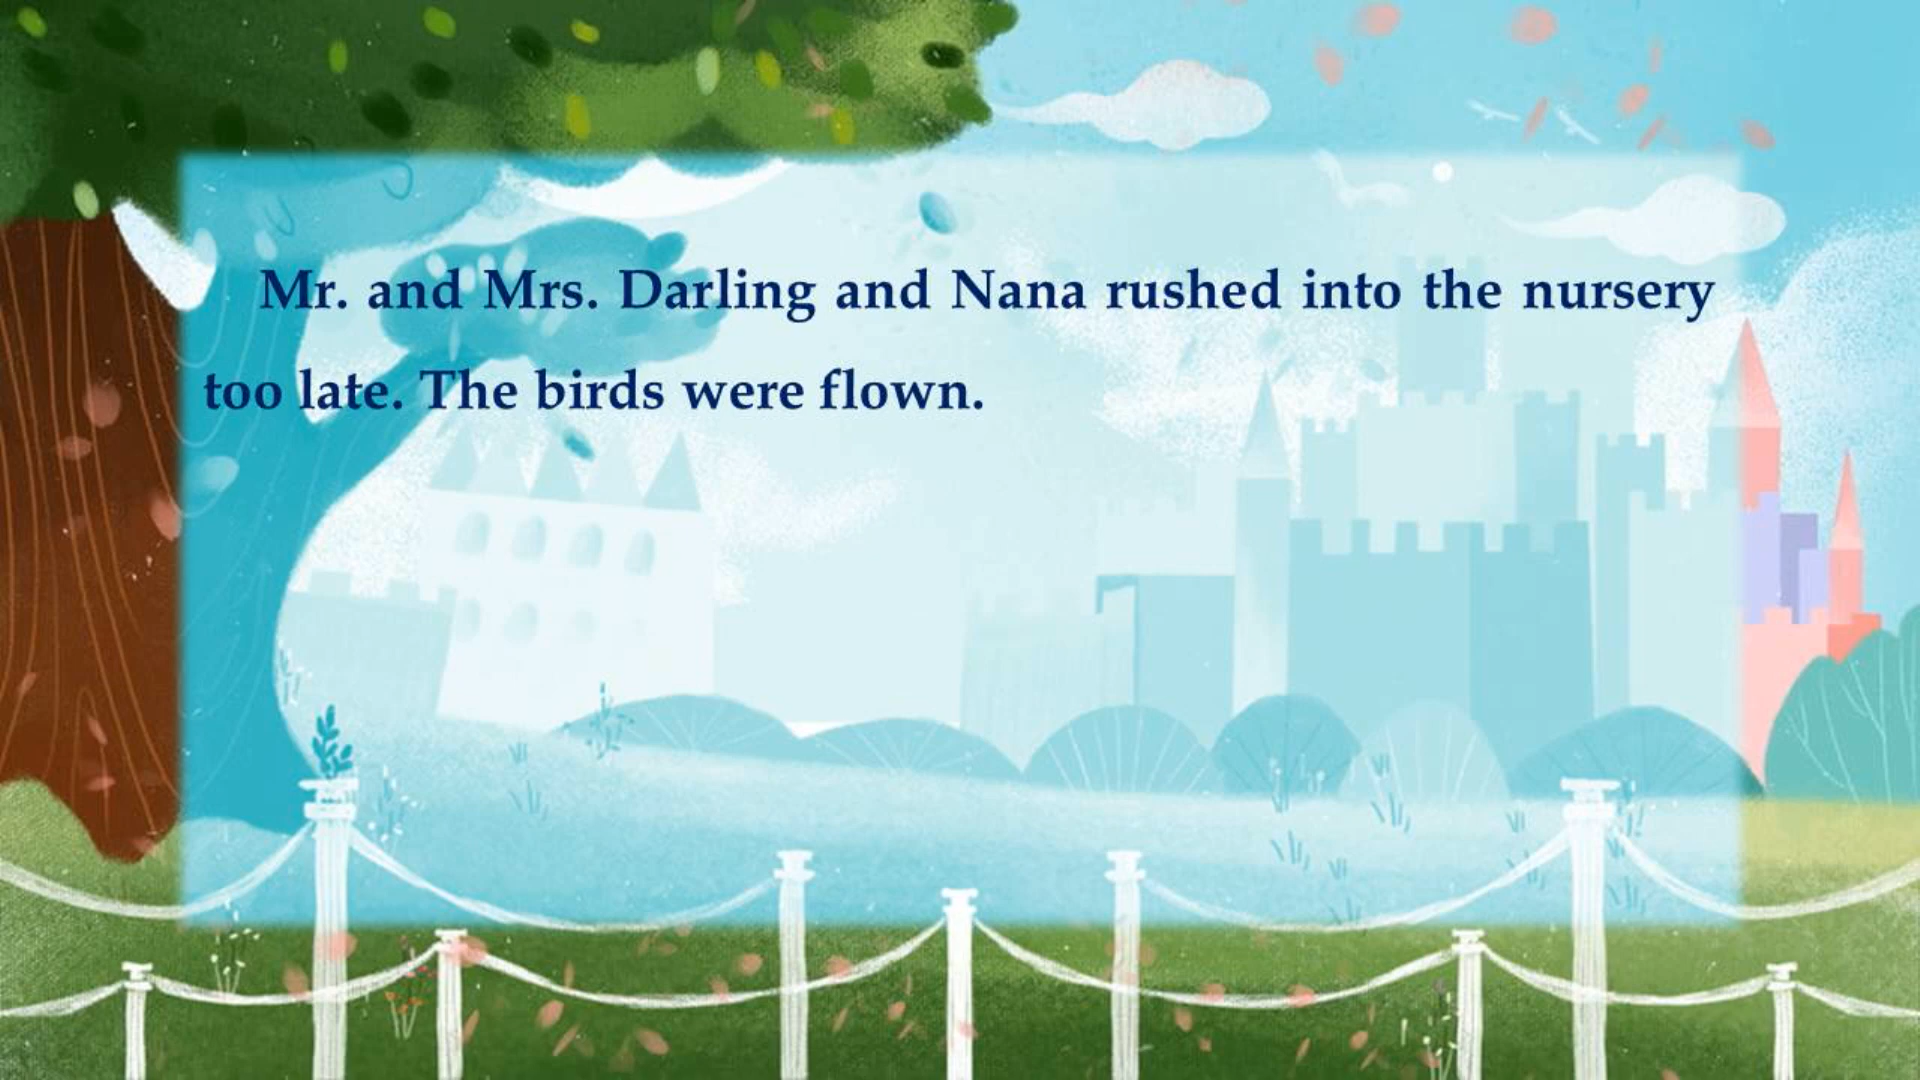 Mr. and Mrs. Darling and Nana rushed into the nursery
too late. The birds were flown.